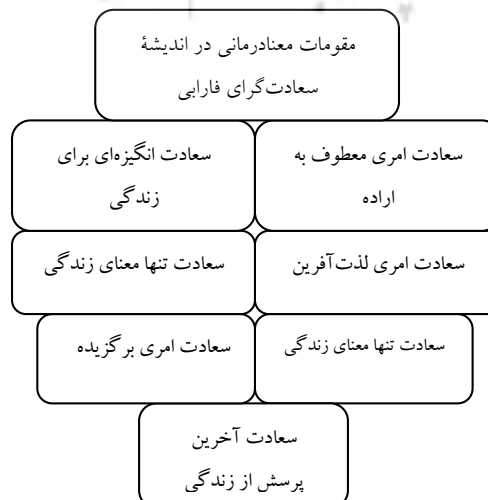 مقومات معنادرمانی در اندیشۀ
سعادت‌گرای فارابی
سعادت امری معطوف به
اراده
سعادت انگیزه‌ای برای
زندگی
سعادت امری لذت‌آفرین
سعادت تنها معنای زندگی
سعادت تنها معنای زندگی
سعادت امری برگزیده
سعادت آخرین
پرسش از زندگی